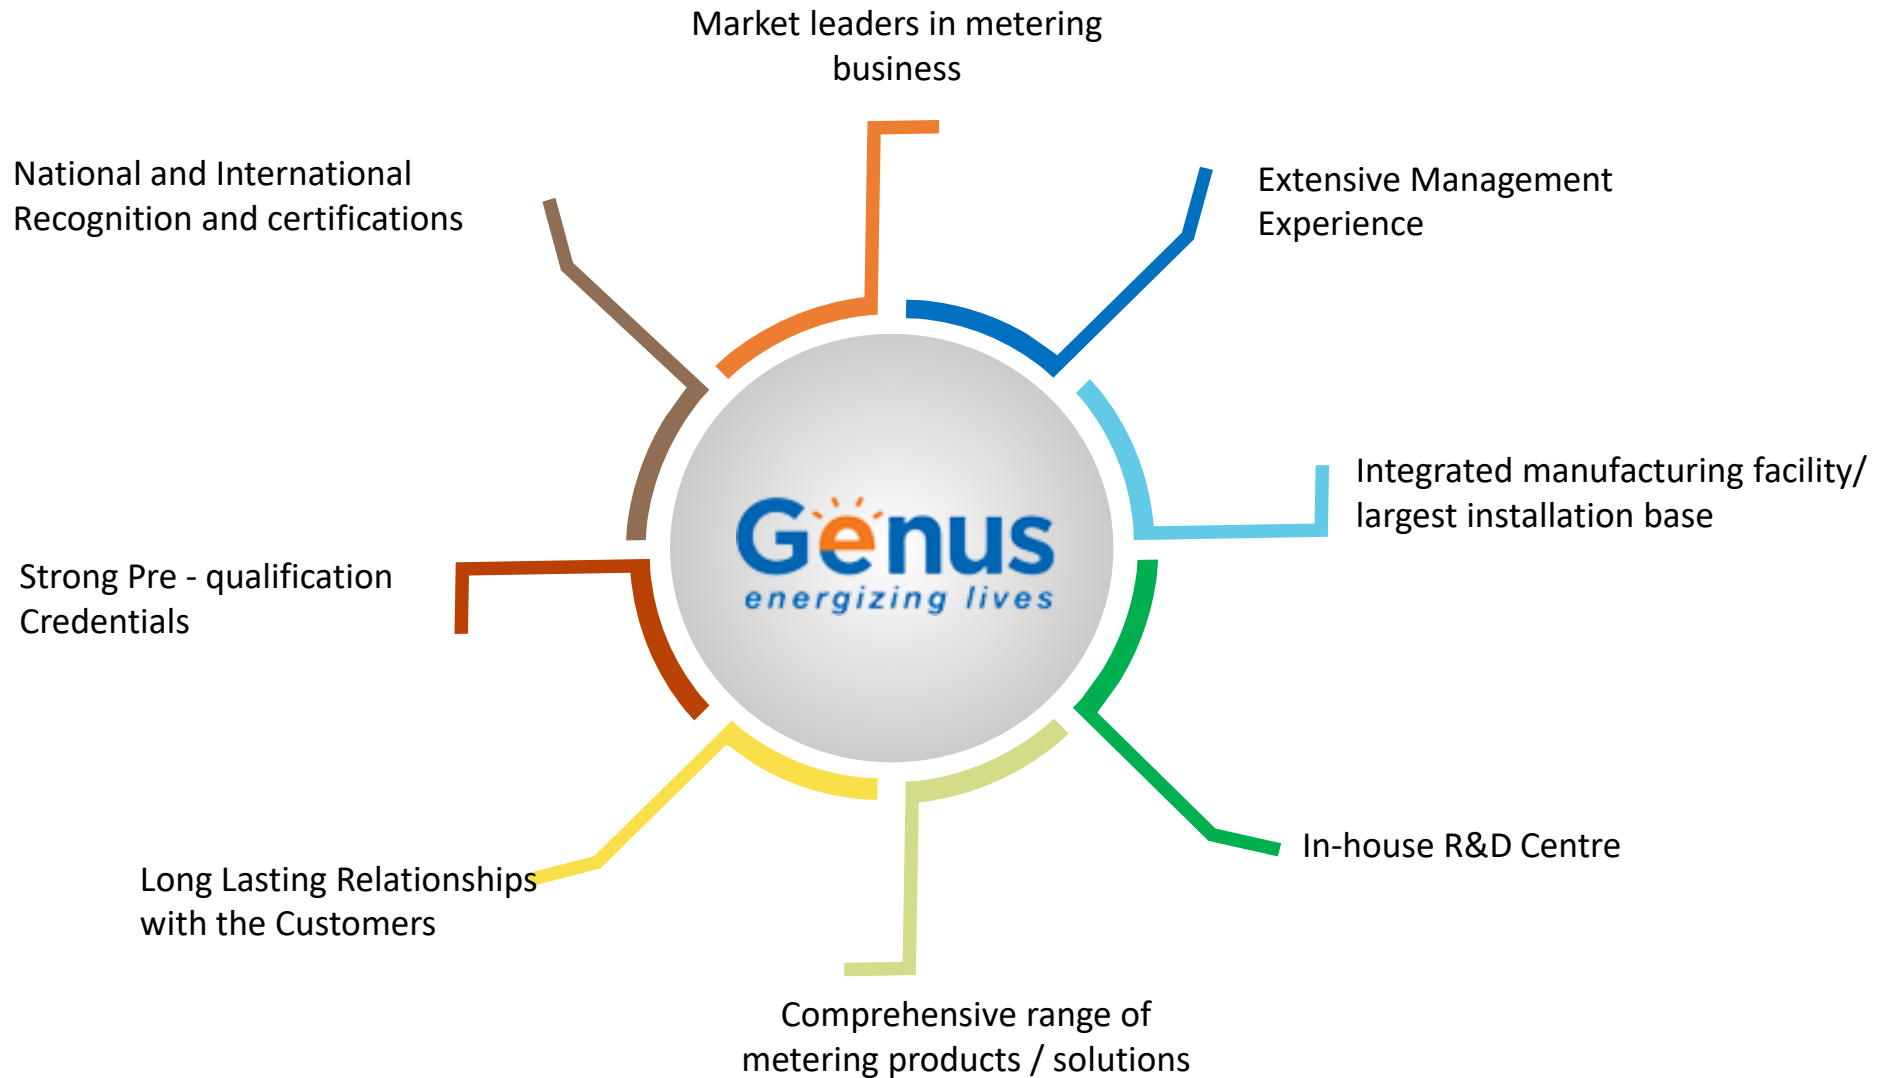 Market leaders in metering
business
National and International
Recognition and certifications
Extensive Management
Experience
Integrated manufacturing facility/
largest installation base
Genus
energizing lives
Strong Pre - qualification
Credentials
In-house R&D Centre
Long Lasting Relationships
with the Customers
Comprehensive range of
metering products / solutions